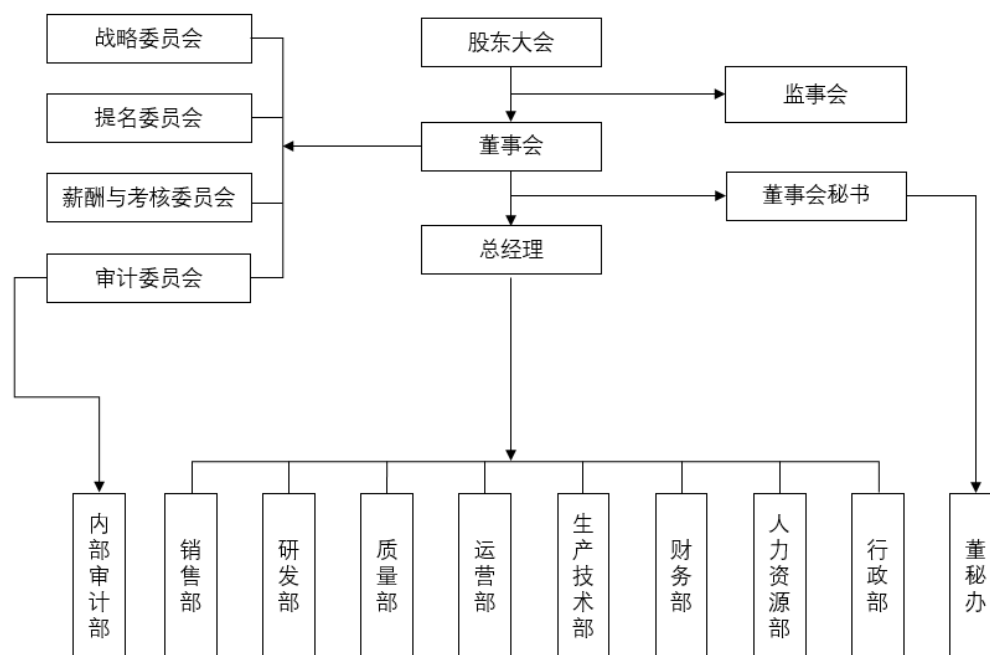 战略委员会
股东大会
监事会
提名委员会
董事会
薪酬与考核委员会
董事会秘书
总经理
审计委员会
内部审计部
销售部
研发部
质量部
运营部
生产技术部
财务部
人力资源部
行政部
董秘办